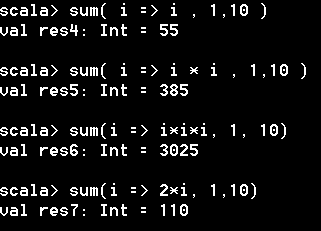 scala> sum( i => i , 1,10 )
val res4: Int = 55
scala> sum( i => i * i , 1,10 )
val res5: Int = 385
scala> sum(i => i*i*i, 1, 10)
val res6: Int = 3025
scala> sum(i => 2*i, 1,10)
val res7: Int = 110